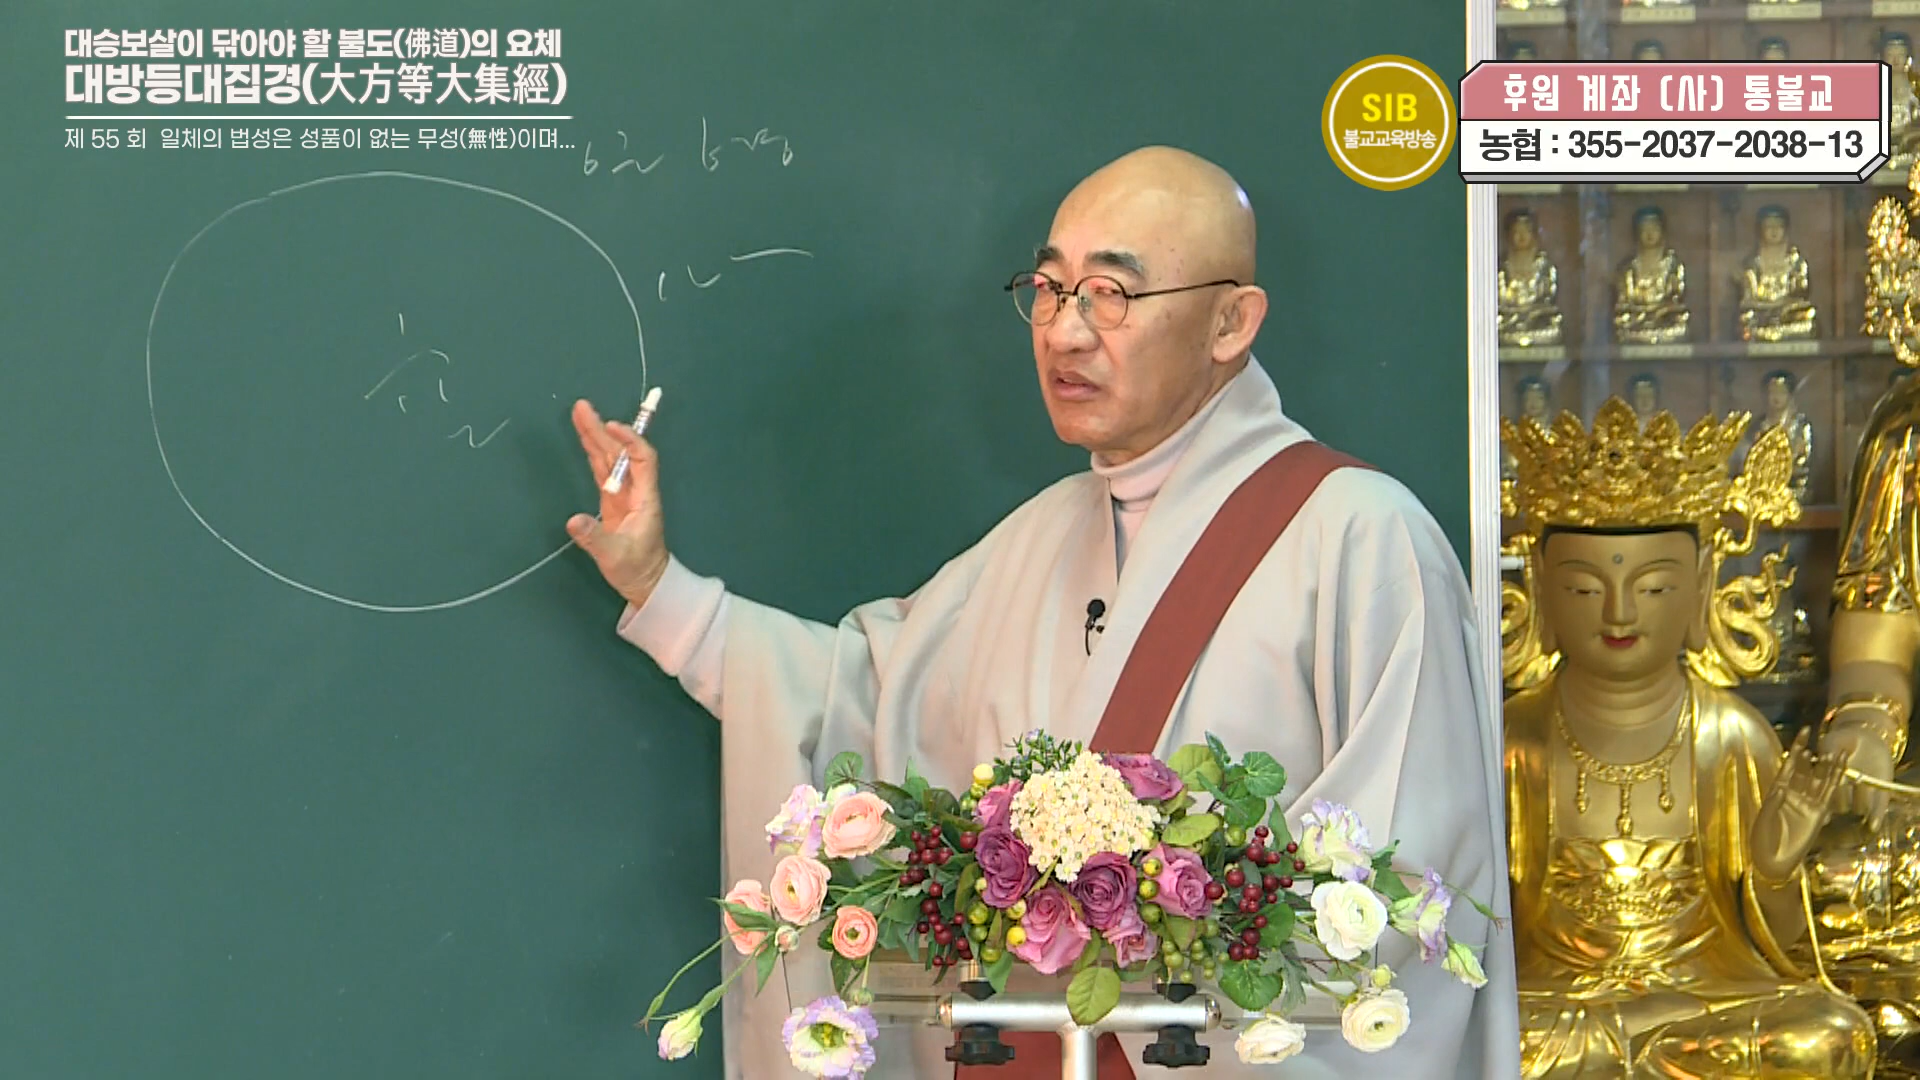 대승보살이 닦아야 할 불도(佛道)의 요체
대방등대집경(大方等大集經)
제 55 회 일체의 법성은 성품이 없는 무성(無性)이며...
SIB
불교교육방송
후원 계좌 (사) 통불교
농협 : 355-2037-2038-13